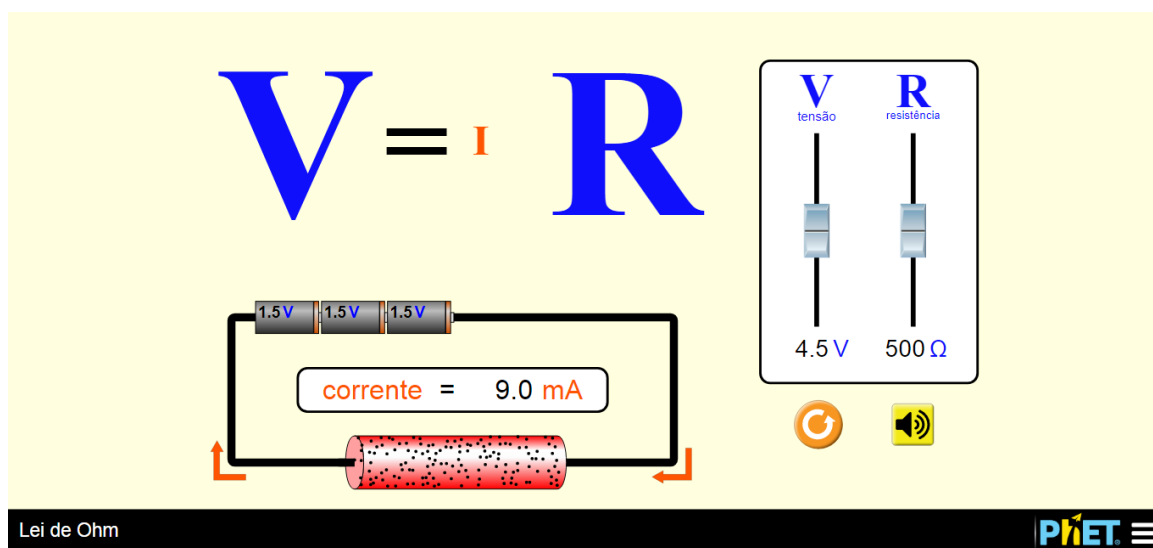 V = I R
V R
tensão resistência
4.5 V 500 Ω
1.5 V 1.5 V 1.5 V
corrente = 9.0 mA
Lei de Ohm PhET